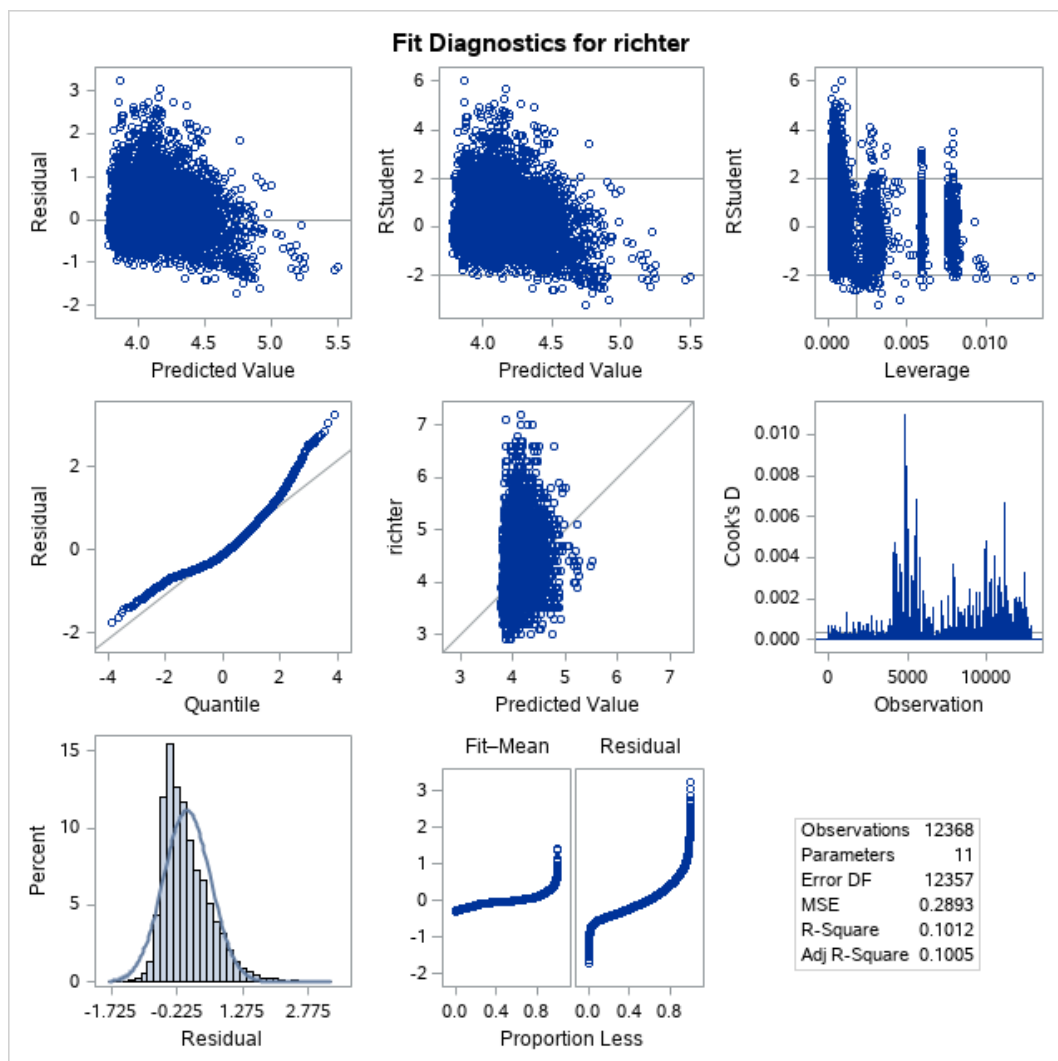 Fit Diagnostics for richter
Residual
3
2
1
0
-1
-2
4.0 4.5 5.0 5.5
Predicted Value
RStudent
6
4
2
0
-2
4.0 4.5 5.0 5.5
Predicted Value
RStudent
6
4
2
0
-2
0.000 0.005 0.010
Leverage
Residual
2
0
-2
-4 -2 0 2 4
Quantile
richter
7
6
5
4
3
3 4 5 6 7
Predicted Value
Cook's D
0.010
0.008
0.006
0.004
0.002
0.000
0 5000 10000
Observation
Percent
15
10
5
0
-1.725 -0.225 1.275 2.775
Residual
Fit–Mean Residual
3
2
1
0
-1
-2
0.0 0.4 0.8 0.0 0.4 0.8
Proportion Less
Observations 12368
Parameters 11
Error DF 12357
MSE 0.2893
R-Square 0.1012
Adj R-Square 0.1005